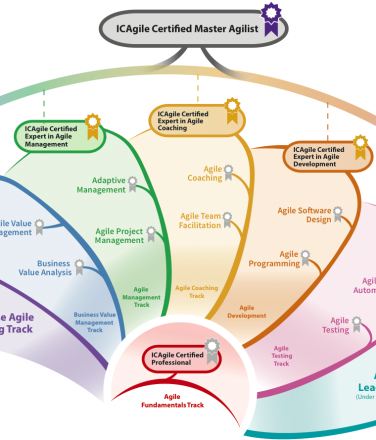 ICAgile Certified Master Agilist
ICAgile Certified
Expert in Agile
Management
ICAgile Certified
Expert in Agile
Coaching
ICAgile Certified
Expert in Agile
Development
Adaptive
Management
Agile
Coaching
Agile Team
Facilitation
Agile Software
Design
ile Value
agement
Agile Project
Management
Agile
Programming
Business
Value Analysis
Agile
Autom
Agile
Management
Track
Agile Coaching
Track
Agile
Development
Business Value
Management
Track
e Agile
g Track
Agile
Testing
Agile
Testing
Track
ICAgile Certified
Professional
Agile
Fundamentals Track
A
Lea
(Under